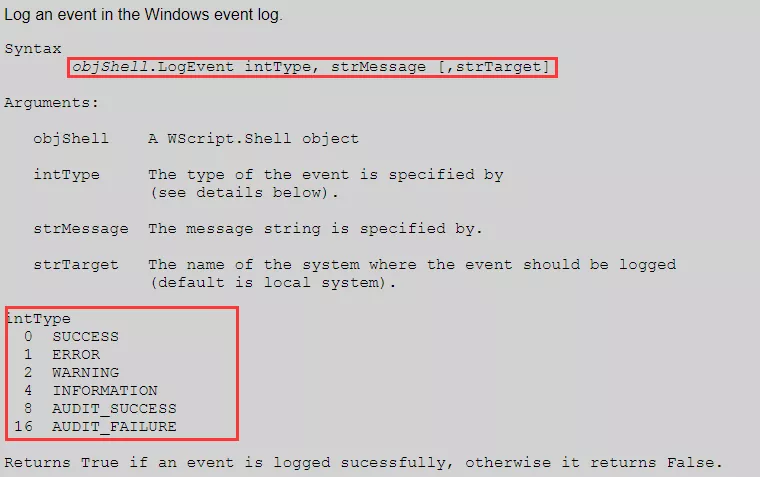 Log an event in the Windows event log.
Syntax
objShell.LogEvent intType, strMessage [,strTarget]
Arguments:
objShell A WScript.Shell object
intType The type of the event is specified by
(see details below).
strMessage The message string is specified by.
strTarget The name of the system where the event should be logged
(default is local system).
intType
0 SUCCESS
1 ERROR
2 WARNING
4 INFORMATION
8 AUDIT_SUCCESS
16 AUDIT_FAILURE
Returns True if an event is logged sucessfully, otherwise it returns False.